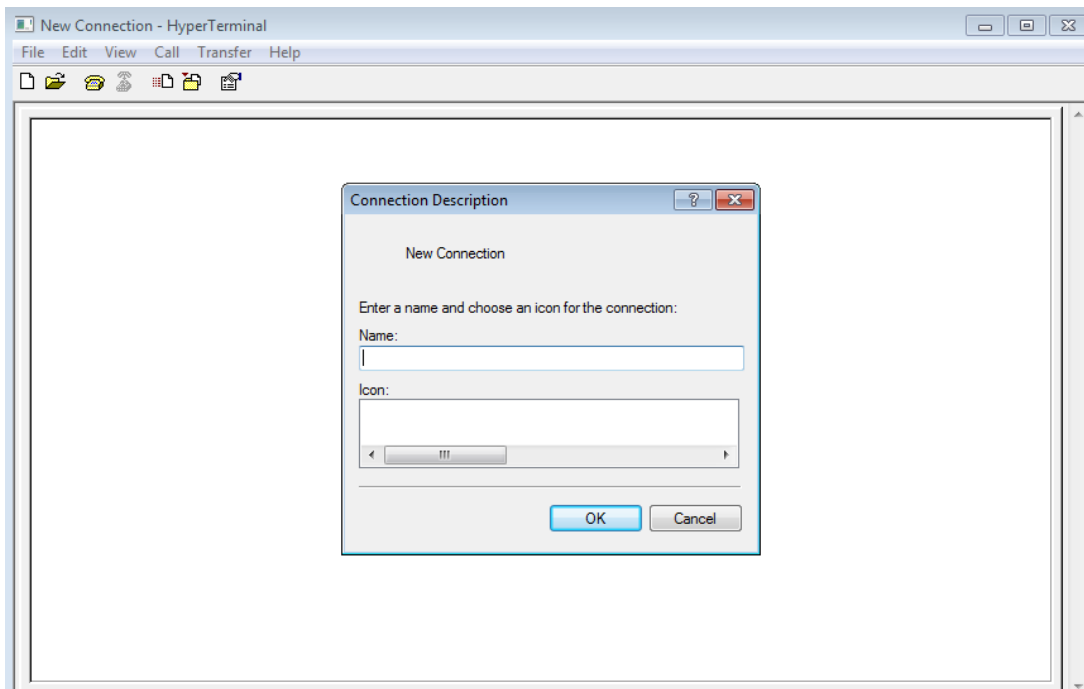 New Connection - HyperTerminal
File Edit View Call Transfer Help
Connection Description
New Connection
Enter a name and choose an icon for the connection:
Name:
Icon:
OK Cancel